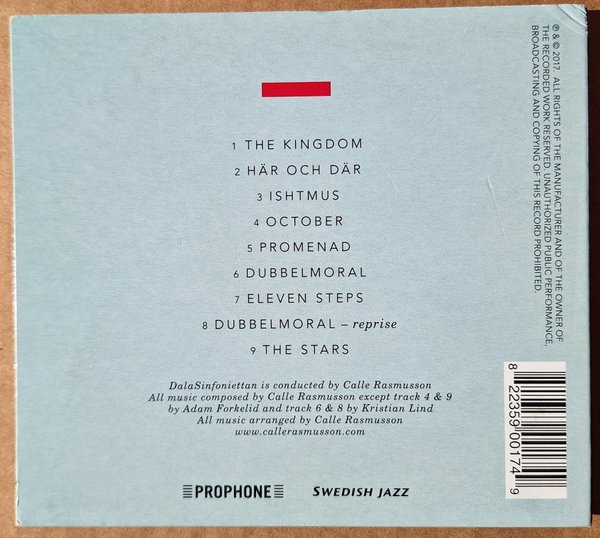 1 THE KINGDOM
2 HÄR OCH DÄR
3 ISHTMUS
4 OCTOBER
5 PROMENAD
6 DUBBELMORAL
7 ELEVEN STEPS
8 DUBBELMORAL – reprise
9 THE STARS
DalaSinfoniettan is conducted by Calle Rasmusson
All music composed by Calle Rasmusson except track 4 & 9
by Adam Forkelid and track 6 & 8 by Kristian Lind
All music arranged by Calle Rasmusson
www.callerasmusson.com
PROPHONE
SWEDISH JAZZ
℗ & © 2017. ALL RIGHTS OF THE MANUFACTURER AND OF THE OWNER OF
THE RECORDED WORK RESERVED. UNAUTHORIZED PUBLIC PERFORMANCE,
BROADCASTING AND COPYING OF THIS RECORD PROHIBITED.
8 22359 00174 9